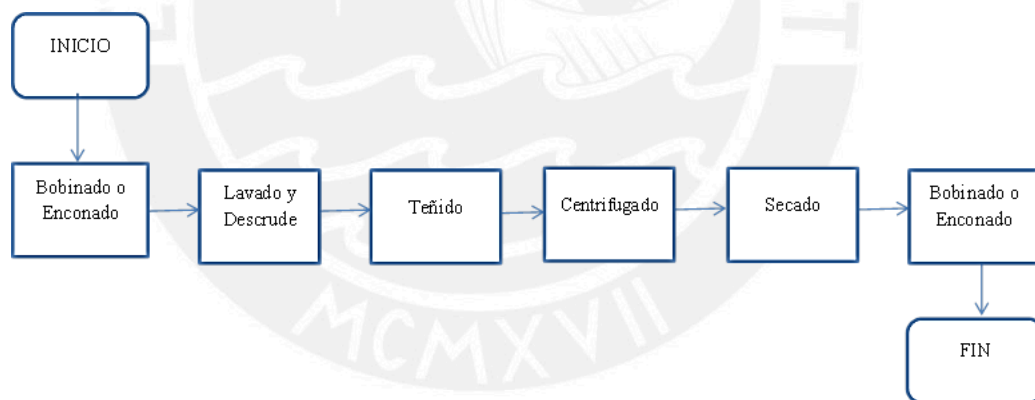 INICIO
Bobinado o
Enconado
Lavado y
Descrude
Teñido
Centrifugado
Secado
Bobinado o
Enconado
FIN
MCMXVII